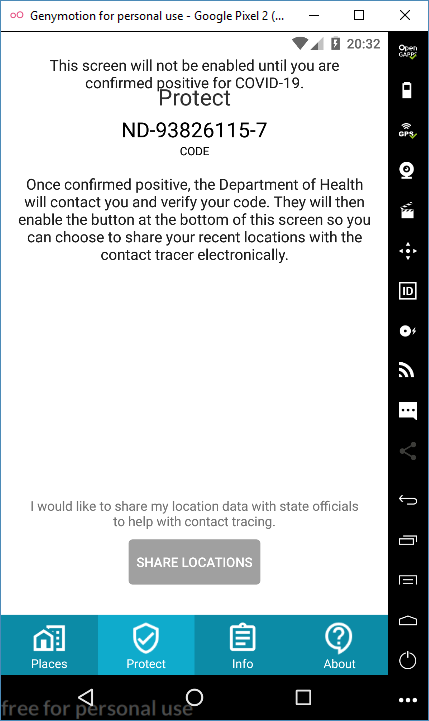 Genymotion for personal use - Google Pixel 2 (...
20:32
This screen will not be enabled until you are
confirmed positive for COVID-19.
Protect
ND-93826115-7
CODE
Once confirmed positive, the Department of Health
will contact you and verify your code. They will then
enable the button at the bottom of this screen so you
can choose to share your recent locations with the
contact tracer electronically.
I would like to share my location data with state officials
to help with contact tracing.
SHARE LOCATIONS
Places Protect Info About
free for personal use
Open
GAPPS
GPS
ID